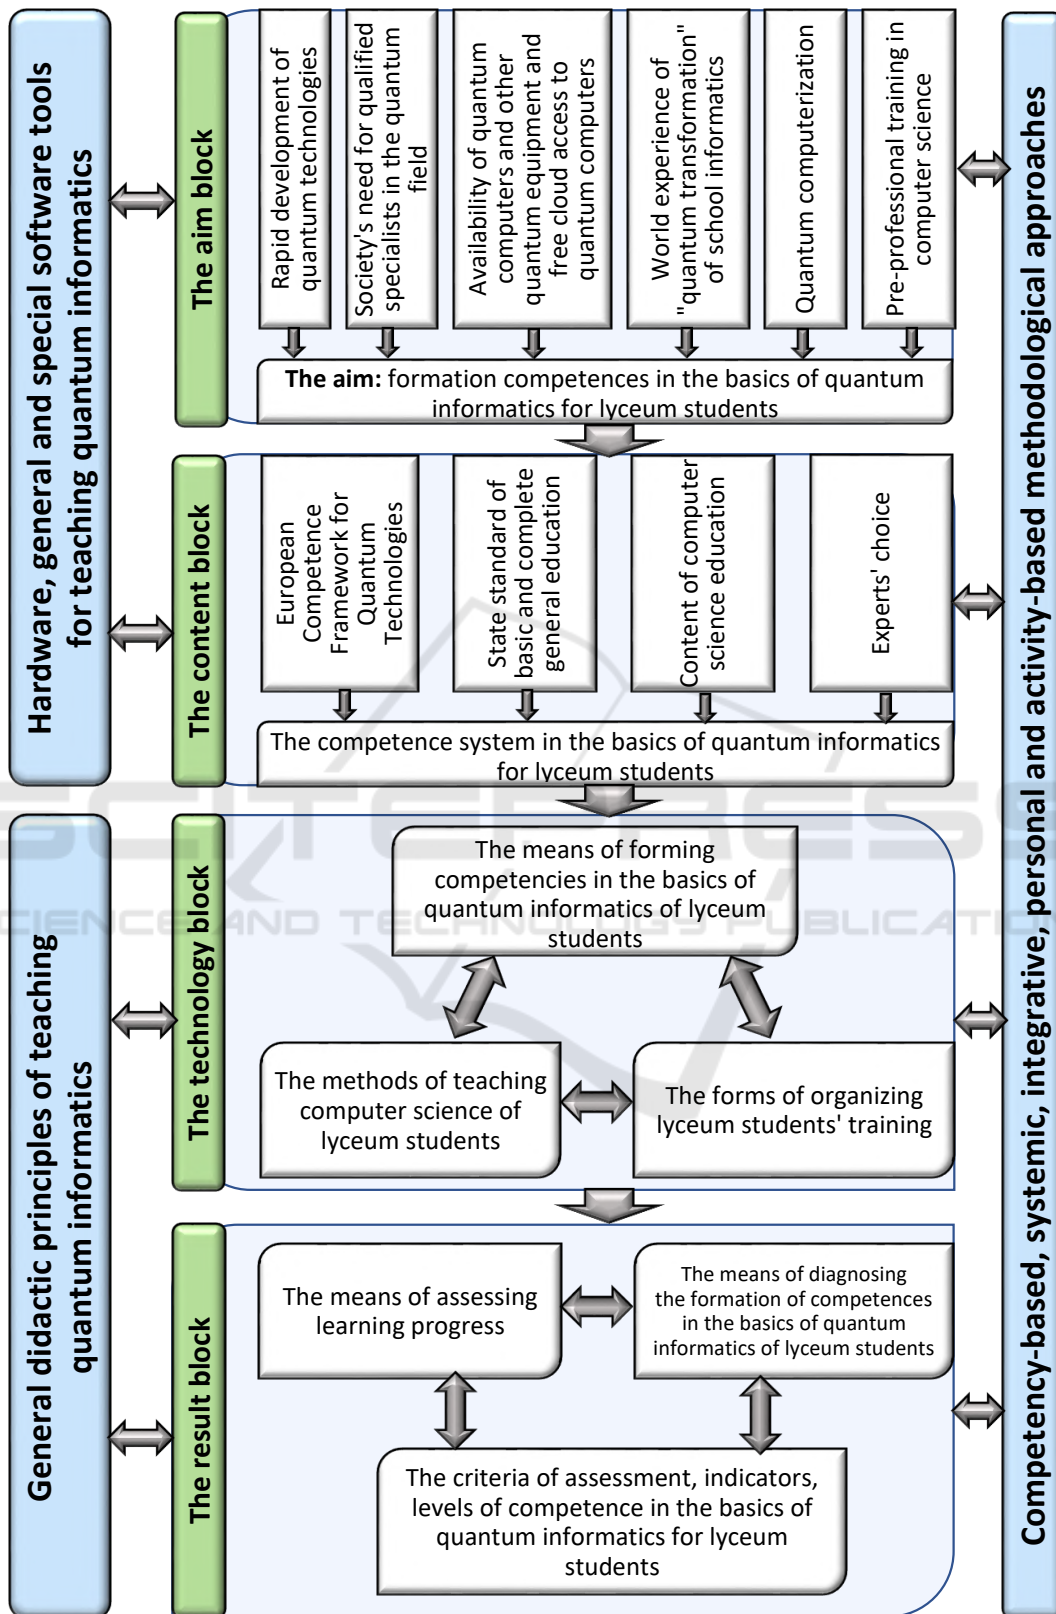 Hardware, general and special software tools
for teaching quantum informatics
General didactic principles of teaching
quantum informatics
The aim block
Rapid development of
quantum technologies
Society's need for qualified
specialists in the quantum
field
Availability of quantum
computers and other
quantum equipment and
free cloud access to
quantum computers
World experience of
"quantum transformation"
of school informatics
Quantum computerization
Pre-professional training in
computer science
The aim: formation competences in the basics of quantum
informatics for lyceum students
The content block
European
Competence
Framework for
Quantum
Technologies
State standard of
basic and complete
general education
Content of computer
science education
Experts' choice
The competence system in the basics of quantum informatics
for lyceum students
The technology block
The means of forming
competencies in the basics of
quantum informatics of lyceum
students
The methods of teaching
computer science of
lyceum students
The forms of organizing
lyceum students' training
The result block
The means of assessing
learning progress
The means of diagnosing
the formation of competences
in the basics of quantum
informatics of lyceum students
The criteria of assessment, indicators,
levels of competence in the basics of
quantum informatics for lyceum
students
Competency-based, systemic, integrative, personal and activity-based methodological approaches
SCITEPRESS
SCIENCE AND TECHNOLOGY PUBLICATIONS